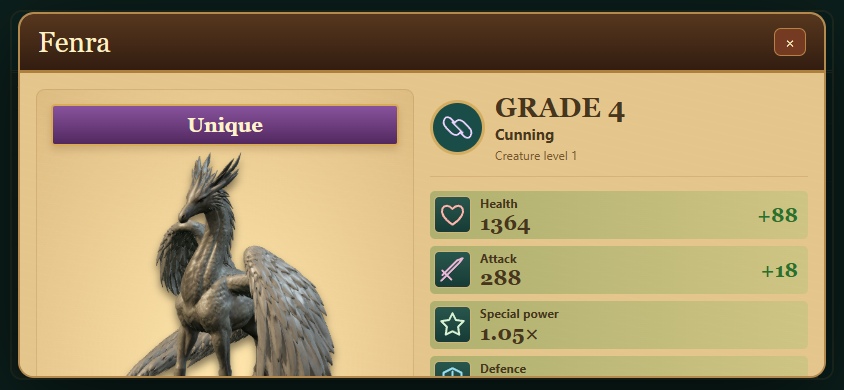 Fenra
×
Unique
GRADE 4
Cunning
Creature level 1
Health
1364
+88
Attack
288
+18
Special power
1.05×
Defence